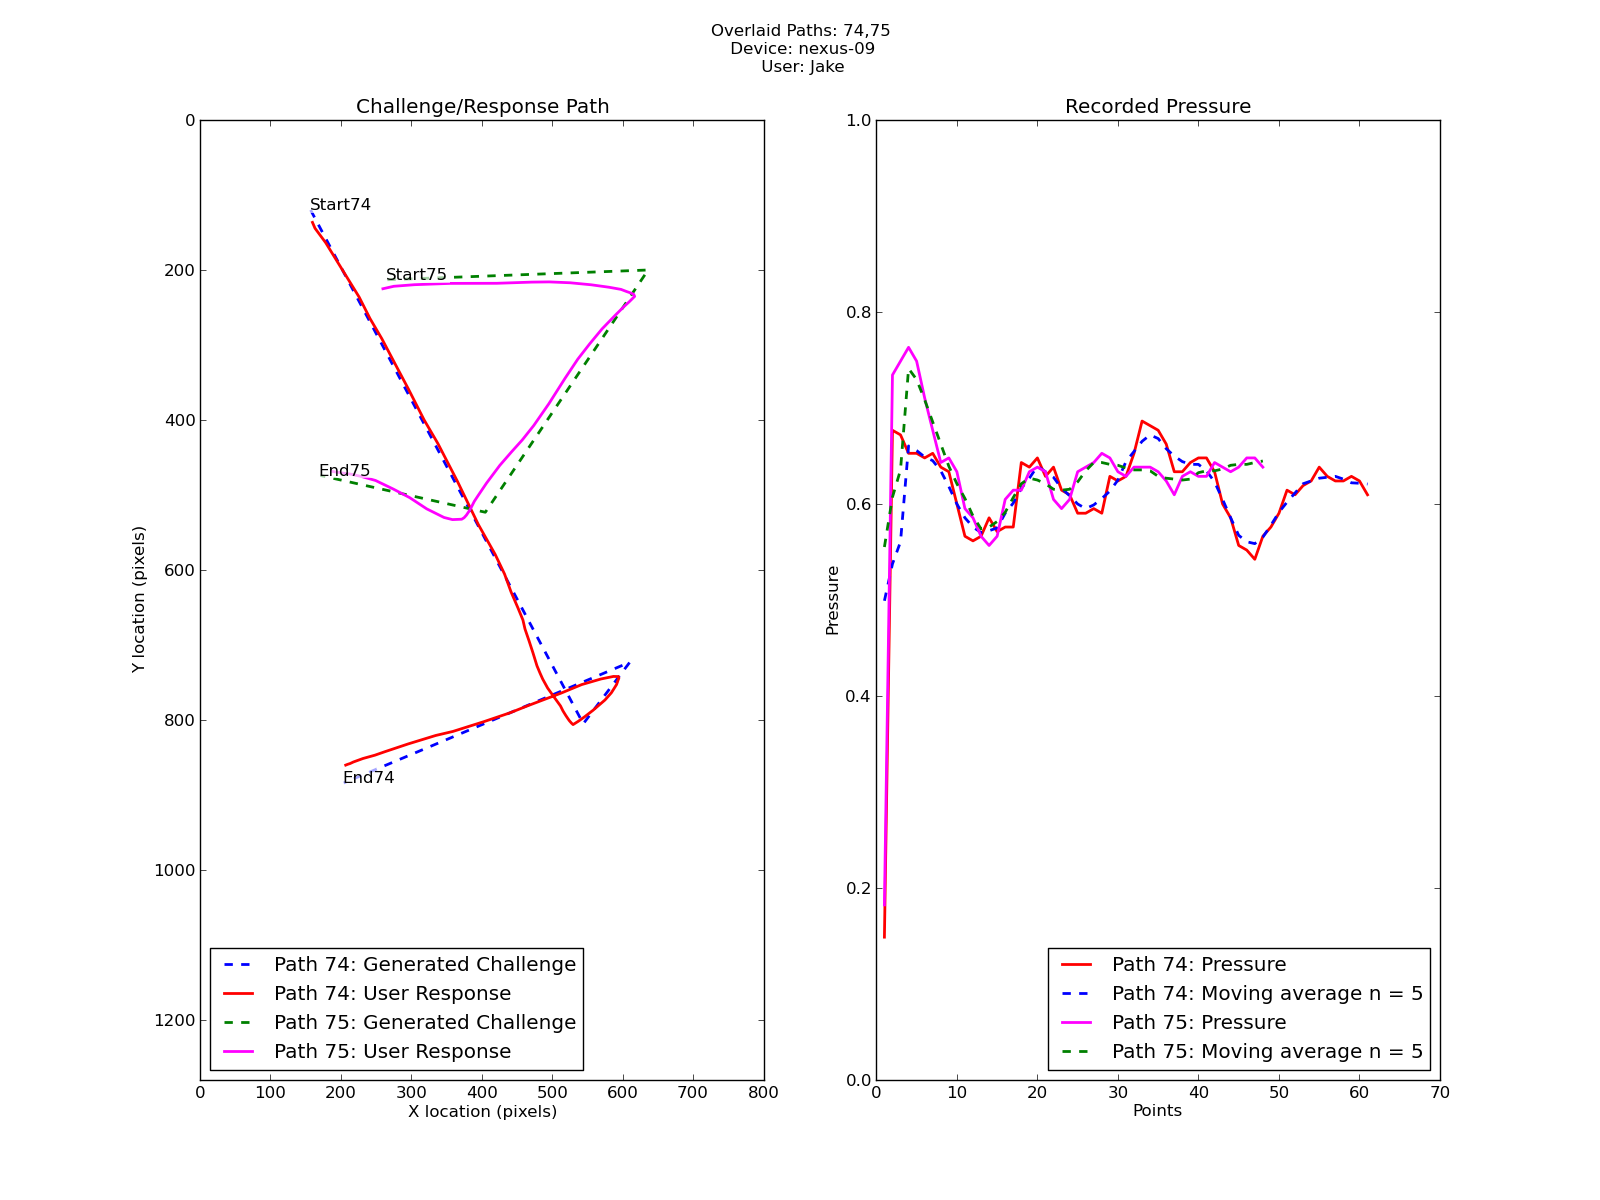 Overlaid Paths: 74,75
Device: nexus-09
User: Jake
Challenge/Response Path
0
200
400
600
800
1000
1200
Y location (pixels)
Start74
Start75
End75
End74
Path 74: Generated Challenge
Path 74: User Response
Path 75: Generated Challenge
Path 75: User Response
0 100 200 300 400 500 600 700 800
X location (pixels)
Recorded Pressure
1.0
0.8
0.6
0.4
0.2
0.0
Pressure
Path 74: Pressure
Path 74: Moving average n = 5
Path 75: Pressure
Path 75: Moving average n = 5
0 10 20 30 40 50 60 70
Points